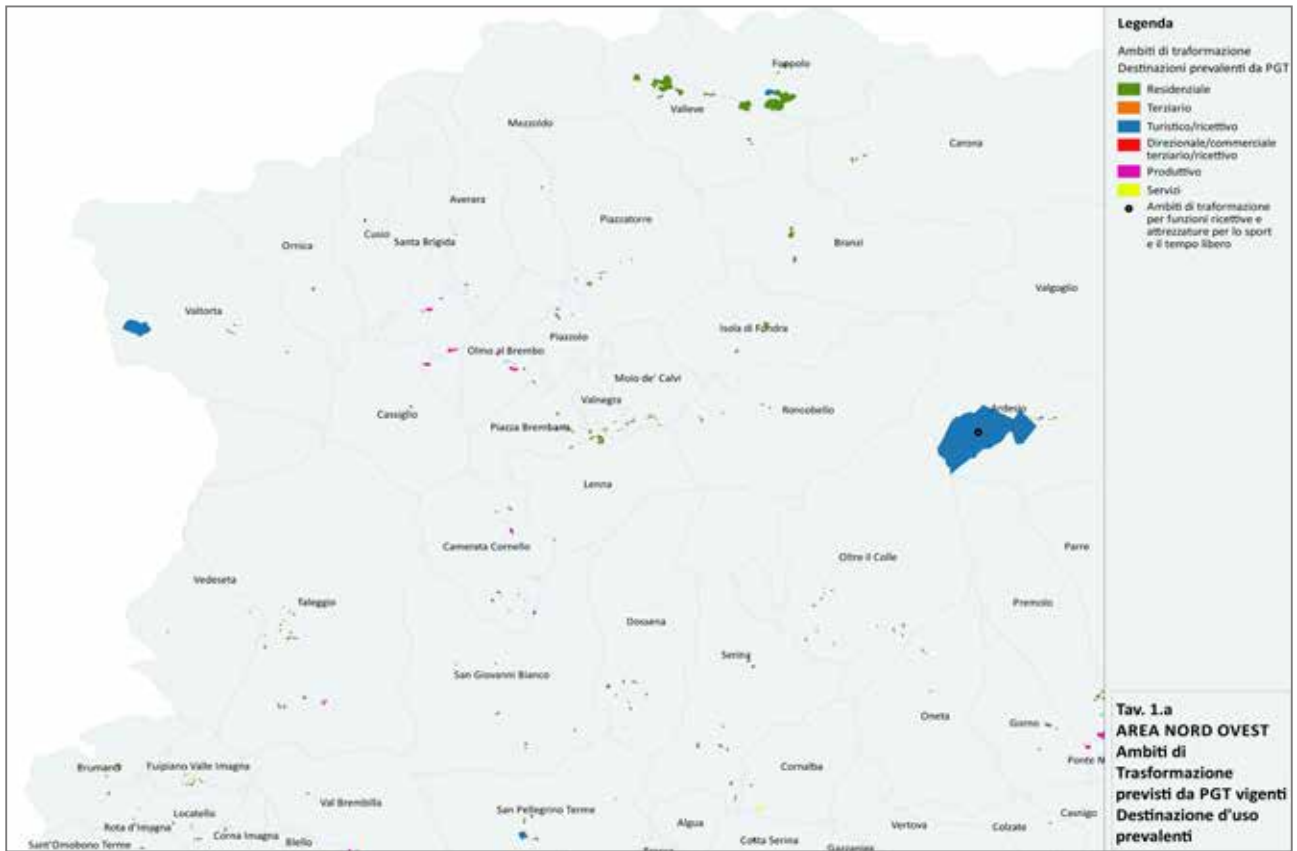 Foppolo
Valleve
Mezzoldo
Carona
Averara
Piazzatorre
Cusio
Santa Brigida
Ornica
Branzi
Valgoglio
Valtorta
Isola di Fondra
Piazzolo
Olmo al Brembo
Moio de' Calvi
Valnegra
Cassiglio
Roncobello
Ardesio
Piazza Brembana
Lenna
Camerata Cornello
Parre
Oltre il Colle
Vedeseta
Taleggio
Premolo
Dossena
Serina
San Giovanni Bianco
Oneta
Gorno
Ponte N
Brumano
Fuipiano Valle Imagna
Cornalba
Val Brembilla
San Pellegrino Terme
Locatello
Rota d'Imagna
Corna Imagna
Algua
Vertova
Colzate
Casnigo
Sant'Omobono Terme
Blello
Costa Serina
Gazzaniga
Legenda
Ambiti di traformazione
Destinazioni prevalenti da PGT
Residenziale
Terziario
Turistico/ricettivo
Direzionale/commerciale
terziario/ricettivo
Produttivo
Servizi
Ambiti di traformazione
per funzioni ricettive e
attrezzature per lo sport
e il tempo libero
Tav. 1.a
AREA NORD OVEST
Ambiti di
Trasformazione
previsti da PGT vigenti
Destinazione d'uso
prevalenti